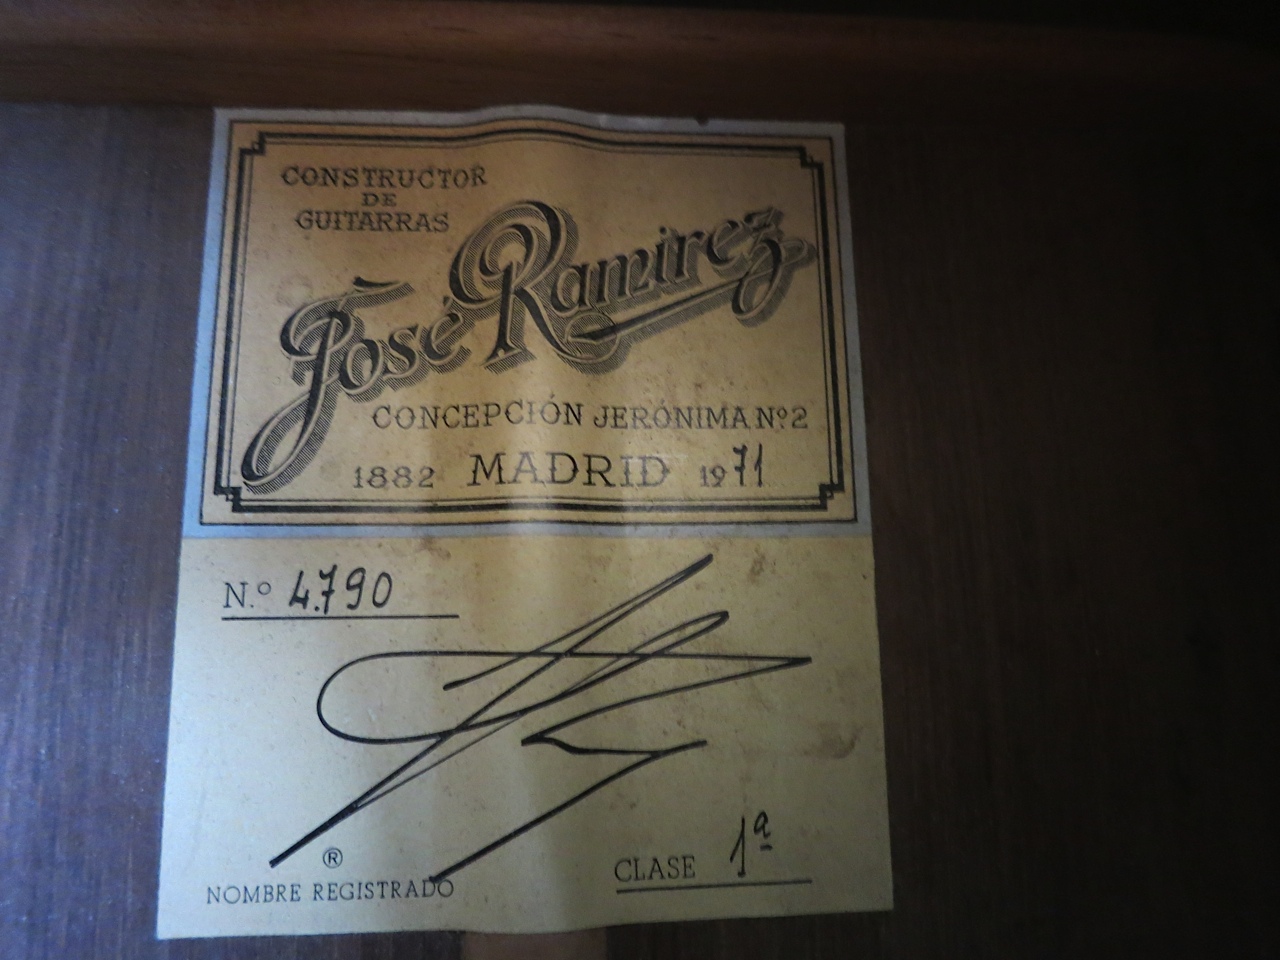 CONSTRUCTOR
DE
GUITARRAS
José Ramirez
CONCEPCIÓN JERÓNIMA Nº 2
1882 MADRID 1971
N.º 4.790
®
NOMBRE REGISTRADO
CLASE 1ª